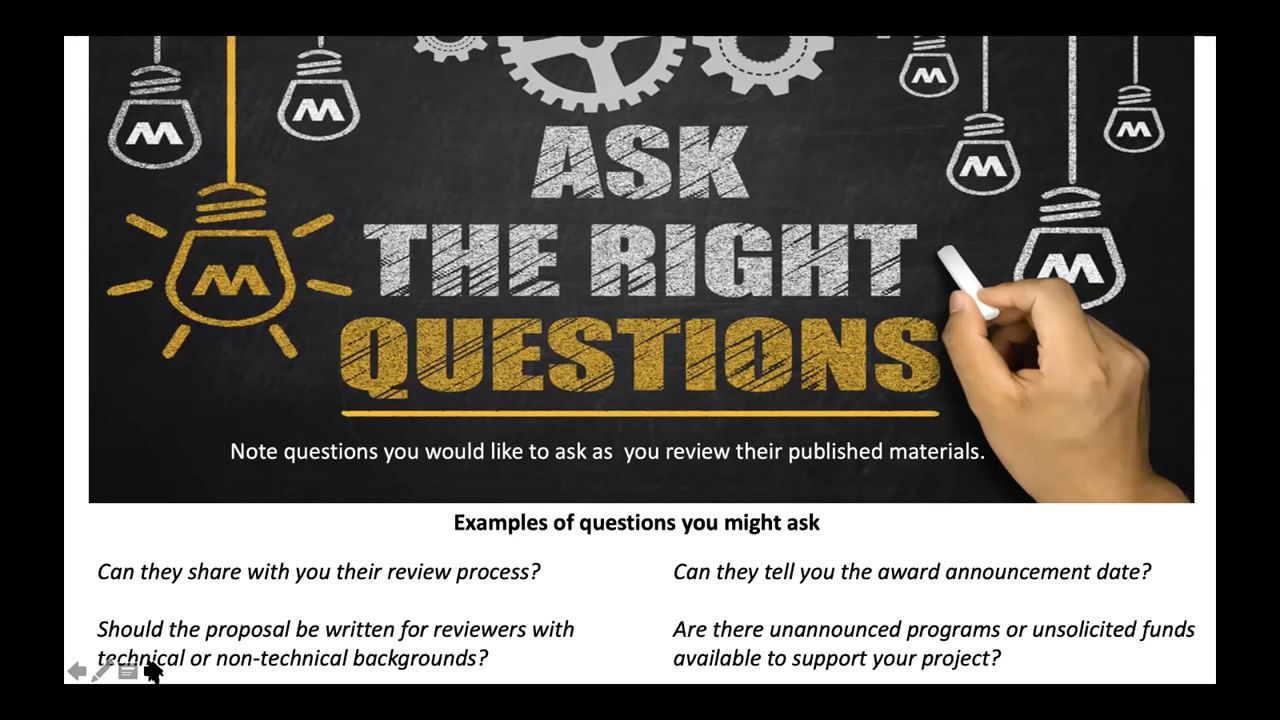 ASK
THE RIGHT
QUESTIONS
Note questions you would like to ask as  you review their published materials.
Examples of questions you might ask
Can they share with you their review process?
Can they tell you the award announcement date?
Should the proposal be written for reviewers with
technical or non-technical backgrounds?
Are there unannounced programs or unsolicited funds
available to support your project?